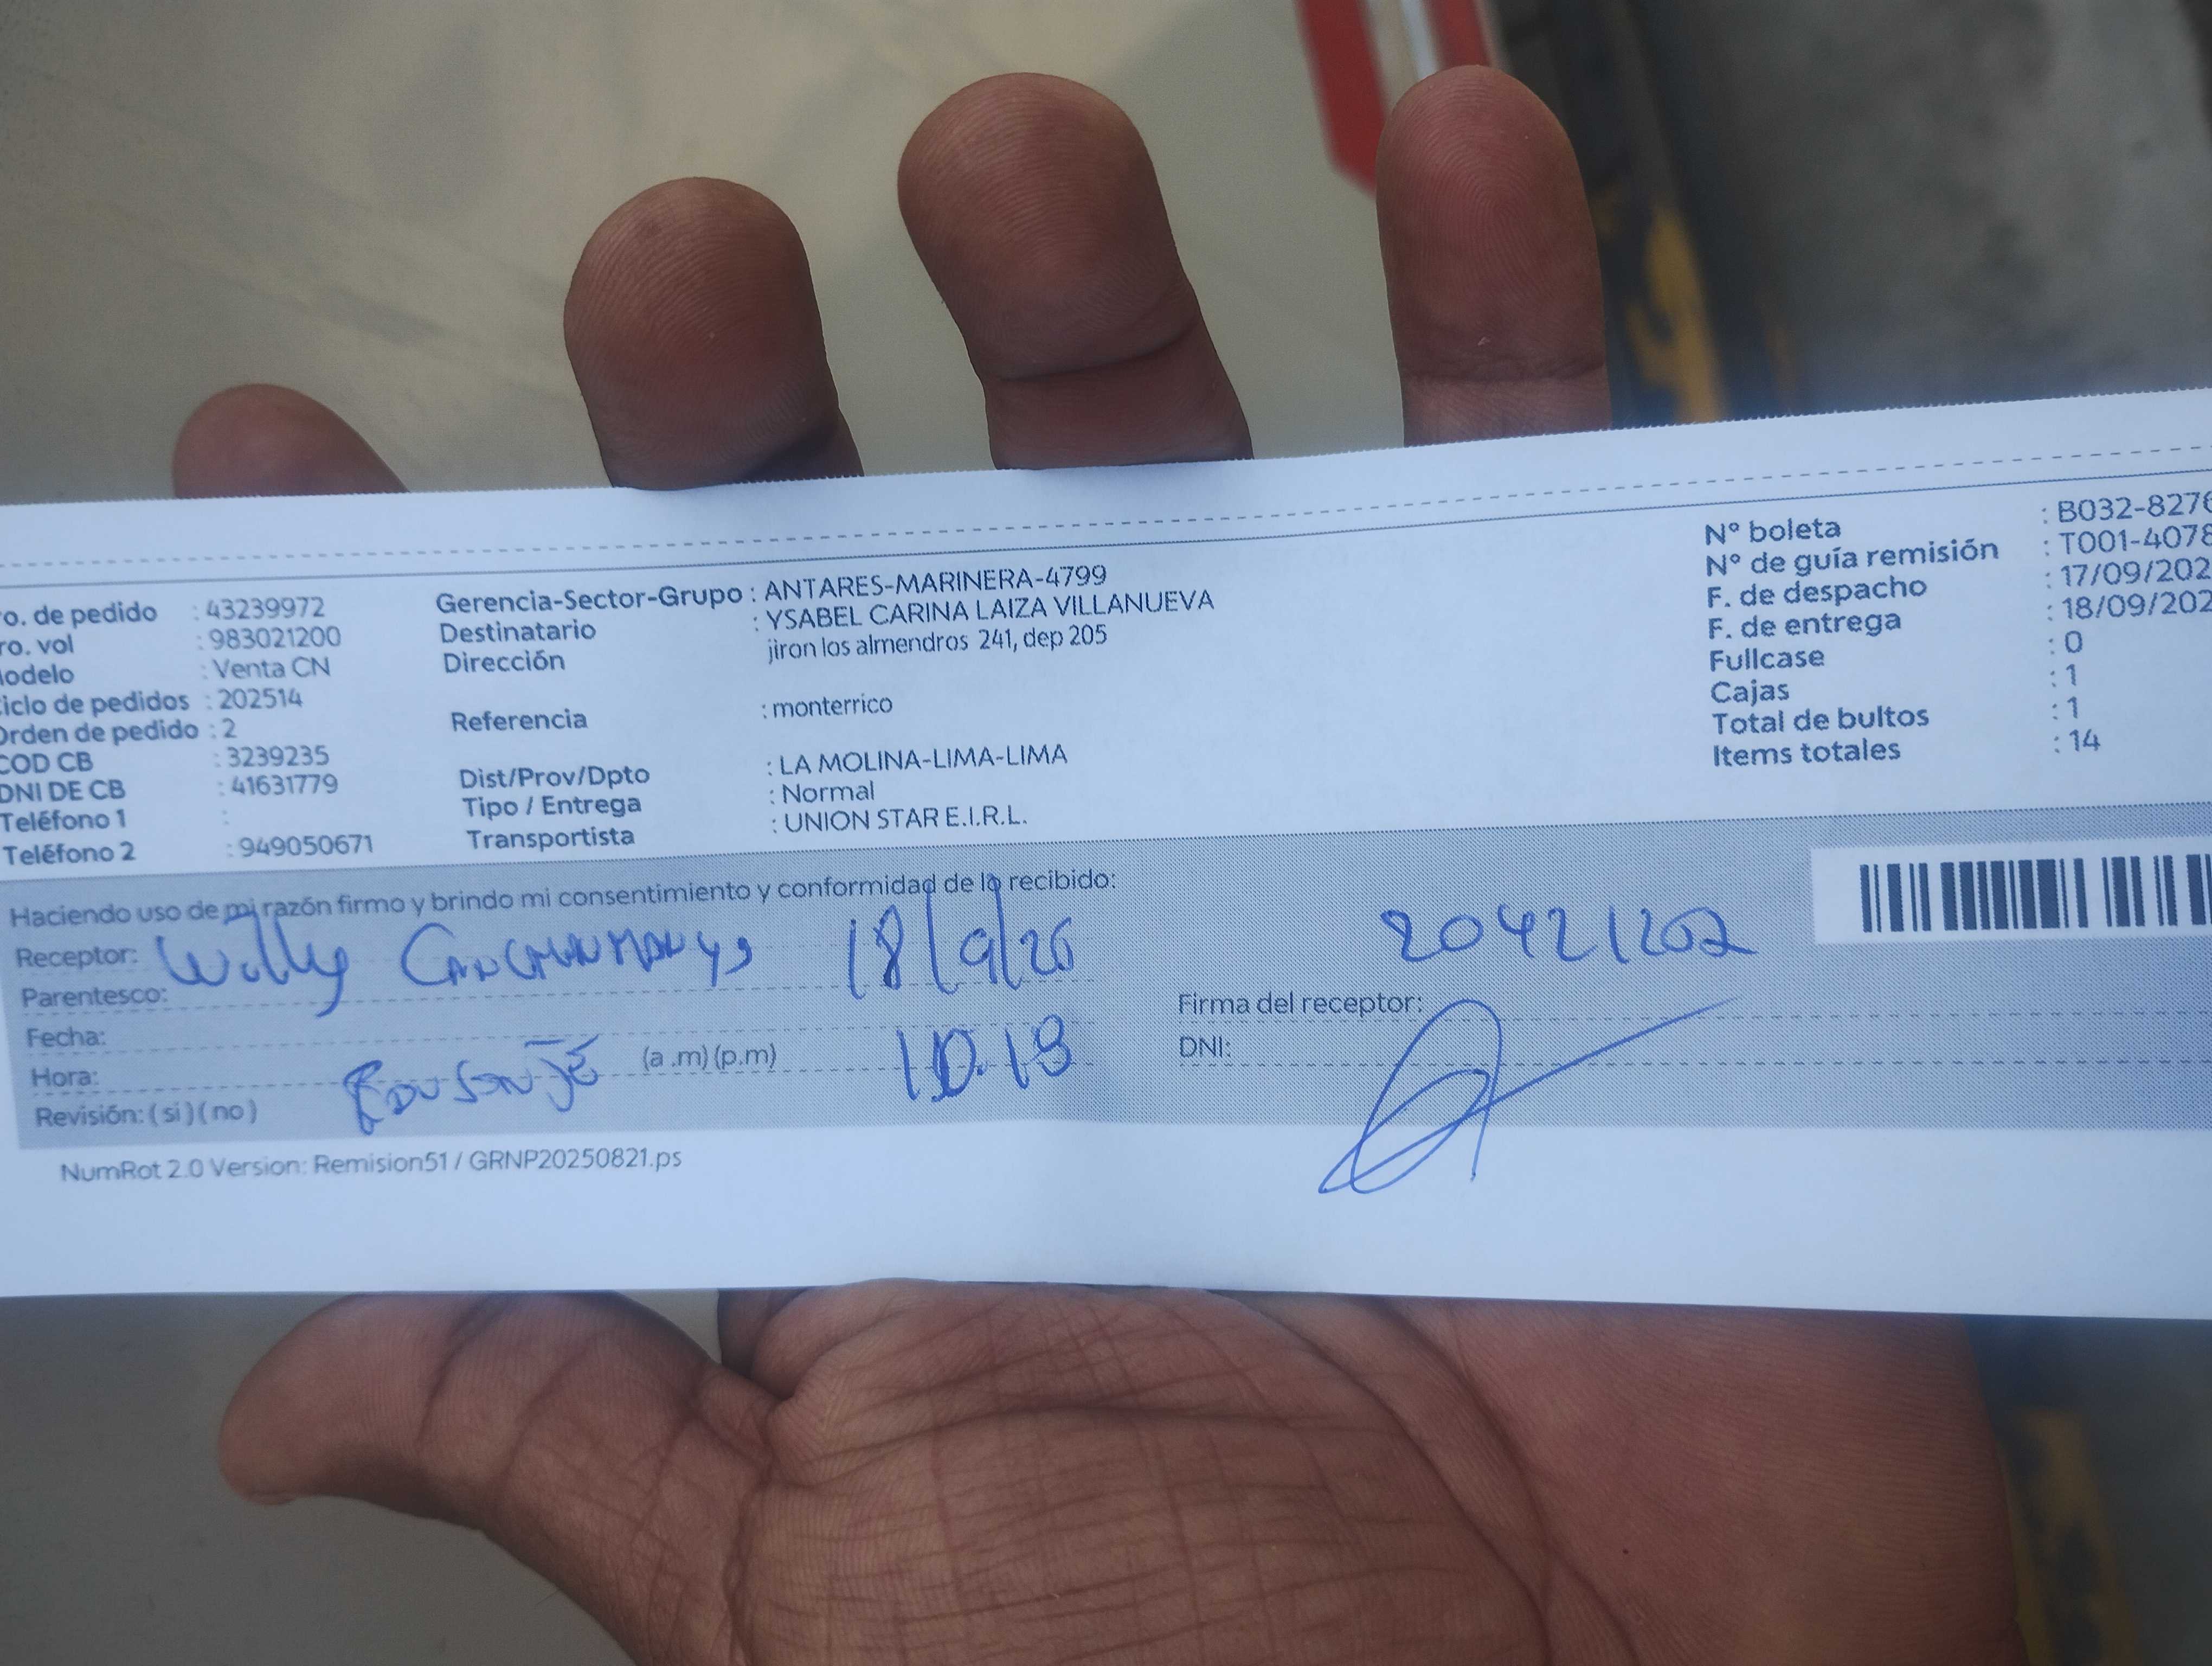 ro. de pedido : 43239972
ro. vol : 983021200
lodelo : Venta CN
iclo de pedidos : 202514
Orden de pedido : 2
COD CB : 3239235
DNI DE CB : 41631779
Teléfono 1 :
Teléfono 2 : 949050671
Gerencia-Sector-Grupo : ANTARES-MARINERA-4799
Destinatario : YSABEL CARINA LAIZA VILLANUEVA
Dirección jiron los almendros 241, dep 205
Referencia : monterrico
Dist/Prov/Dpto : LA MOLINA-LIMA-LIMA
Tipo / Entrega : Normal
Transportista : UNION STAR E.I.R.L.
N° boleta : B032-8276
N° de guía remisión : T001-4078
F. de despacho : 17/09/202
F. de entrega : 18/09/202
Fullcase : 0
Cajas : 1
Total de bultos : 1
Items totales : 14
Haciendo uso de mi razón firmo y brindo mi consentimiento y conformidad de lo recibido:
Receptor: Willy 18/9/26 20421202
Parentesco:
Firma del receptor:
Fecha:
DNI:
Hora: (a .m) (p.m) 10.18
Revisión: ( si ) ( no )
NumRot 2.0 Version: Remision51 / GRNP20250821.ps